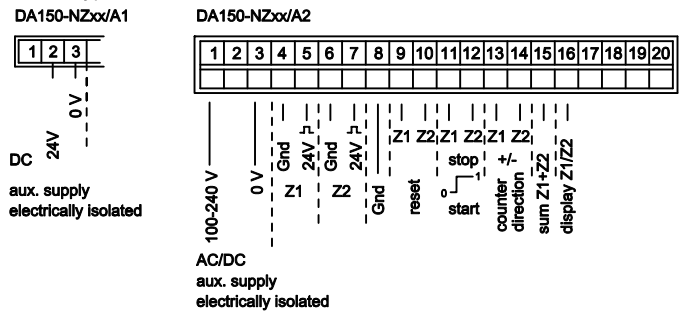 DA150-NZxx/A1
1 2 3
24V
0 V
DC
aux. supply
electrically isolated
DA150-NZxx/A2
1 2 3 4 5 6 7 8 9 10 11 12 13 14 15 16 17 18 19 20
100-240 V
0 V
Gnd
24V
Z1
Gnd
24V
Z2
Gnd
Z1 Z2
reset
Z1 Z2
stop
0 1
start
Z1 Z2
+/-
counter
direction
sum Z1+Z2
display Z1/Z2
AC/DC
aux. supply
electrically isolated